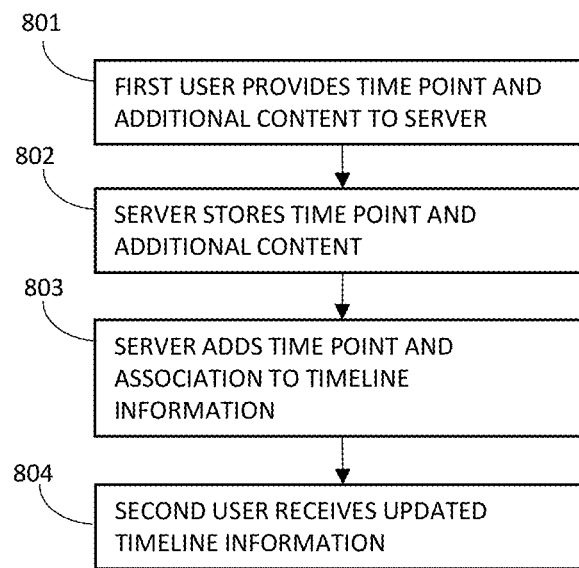 801
FIRST USER PROVIDES TIME POINT AND
ADDITIONAL CONTENT TO SERVER
802
SERVER STORES TIME POINT AND
ADDITIONAL CONTENT
803
SERVER ADDS TIME POINT AND
ASSOCIATION TO TIMELINE
INFORMATION
804
SECOND USER RECEIVES UPDATED
TIMELINE INFORMATION